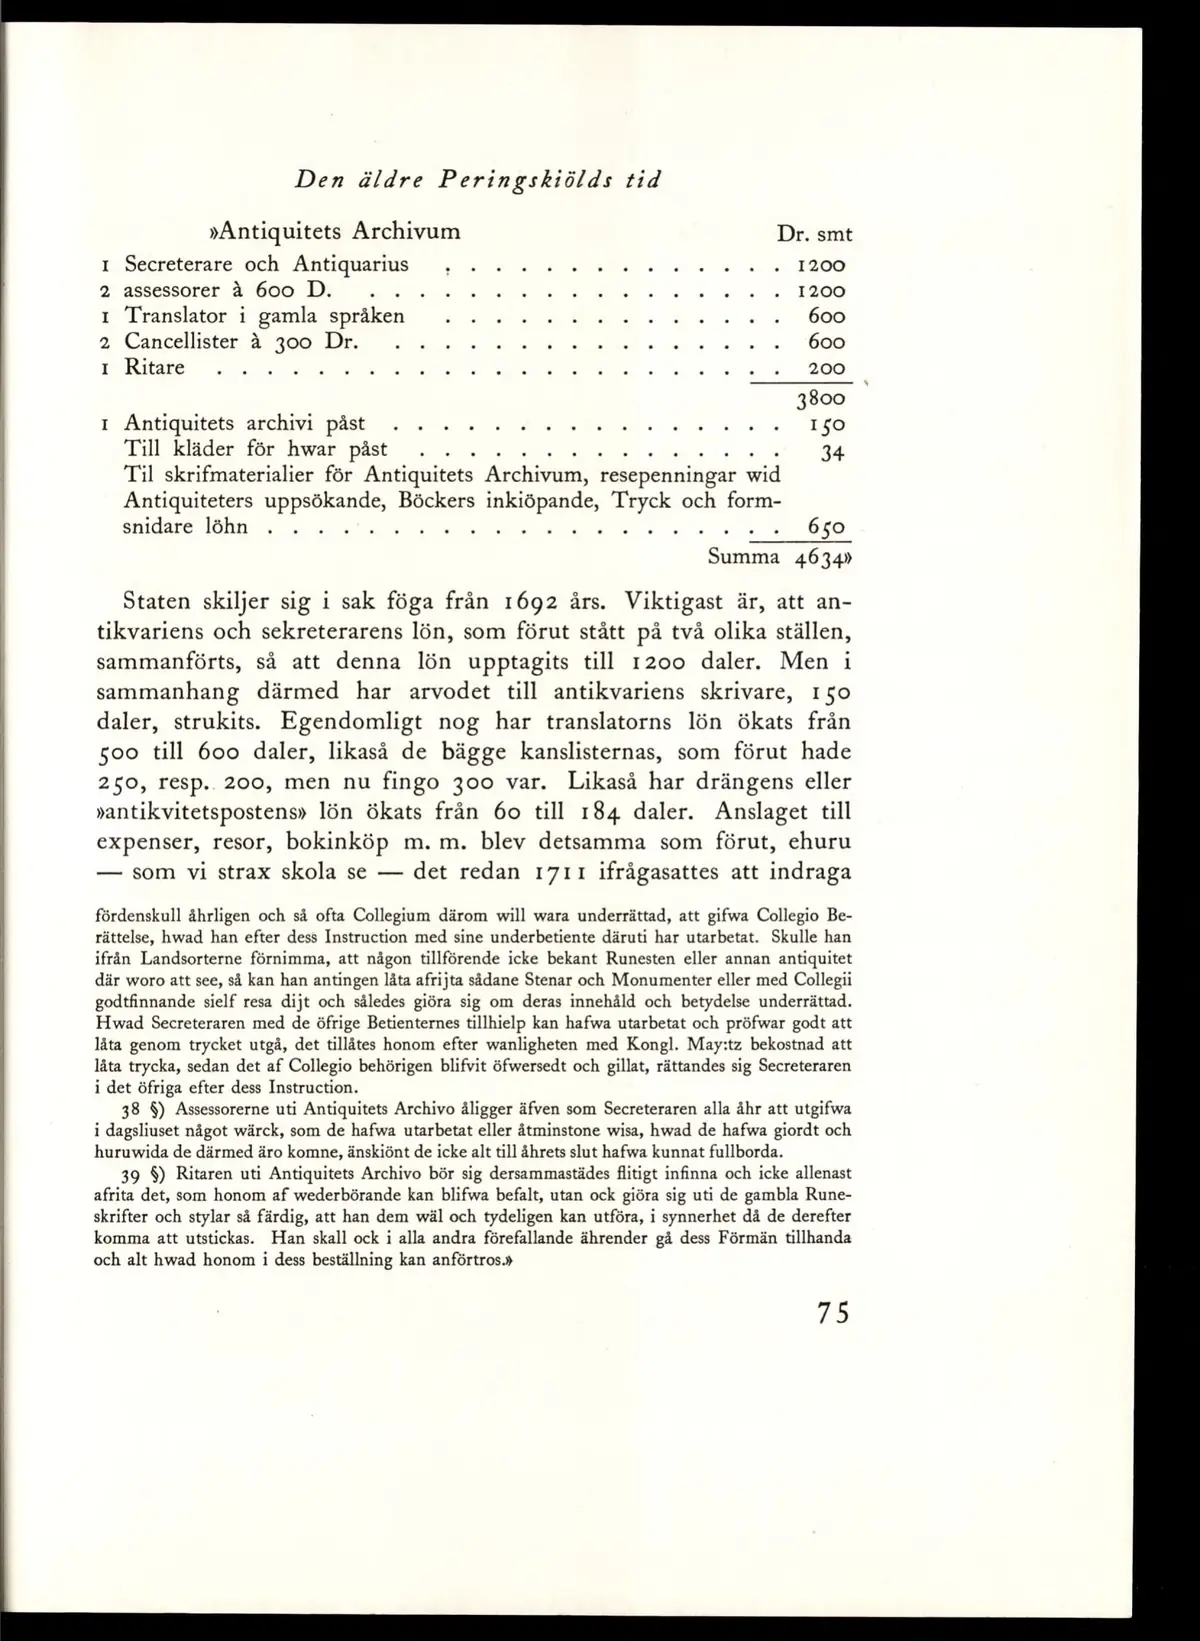 Den äldre Peringskiölds tid
»Antiquitets Archivum Dr. smt
1 Secreterare och Antiquarius . . . . . . . . . . . . . . 1200
2 assessorer à 600 D. . . . . . . . . . . . . . . . . . 1200
1 Translator i gamla språken . . . . . . . . . . . . . . 600
2 Cancellister à 300 Dr. . . . . . . . . . . . . . . . . 600
1 Ritare . . . . . . . . . . . . . . . . . . . . . . . 200
3800
1 Antiquitets archivi påst . . . . . . . . . . . . . . . . 150
Till kläder för hwar påst . . . . . . . . . . . . . . . 34
Til skrifmaterialier för Antiquitets Archivum, resepenningar wid
Antiquiteters uppsökande, Böckers inkiöpande, Tryck och form-
snidare löhn . . . . . . . . . . . . . . . . . . . . . 650
Summa 4634»
Staten skiljer sig i sak föga från 1692 års. Viktigast är, att an-
tikvariens och sekreterarens lön, som förut stått på två olika ställen,
sammanförts, så att denna lön upptagits till 1200 daler. Men i
sammanhang därmed har arvodet till antikvariens skrivare, 150
daler, strukits. Egendomligt nog har translatorns lön ökats från
500 till 600 daler, likaså de bägge kanslisternas, som förut hade
250, resp. 200, men nu fingo 300 var. Likaså har drängens eller
»antikvitetspostens» lön ökats från 60 till 184 daler. Anslaget till
expenser, resor, bokinköp m. m. blev detsamma som förut, ehuru
— som vi strax skola se — det redan 1711 ifrågasattes att indraga
fördenskull åhrligen och så ofta Collegium därom will wara underrättad, att gifwa Collegio Be-
rättelse, hwad han efter dess Instruction med sine underbetiente däruti har utarbetat. Skulle han
ifrån Landsorterne förnimma, att någon tillförende icke bekant Runesten eller annan antiquitet
där woro att see, så kan han antingen låta afrijta sådane Stenar och Monumenter eller med Collegii
godtfinnande sielf resa dijt och således giöra sig om deras innehåld och betydelse underrättad.
Hwad Secreteraren med de öfrige Betienternes tillhielp kan hafwa utarbetat och pröfwar godt att
låta genom trycket utgå, det tillåtes honom efter wanligheten med Kongl. May:tz bekostnad att
låta trycka, sedan det af Collegio behörigen blifvit öfwersedt och gillat, rättandes sig Secreteraren
i det öfriga efter dess Instruction.
38 §) Assessorerne uti Antiquitets Archivo åligger äfven som Secreteraren alla åhr att utgifwa
i dagsliuset något wärck, som de hafwa utarbetat eller åtminstone wisa, hwad de hafwa giordt och
huruwida de därmed äro komne, änskiönt de icke alt till åhrets slut hafwa kunnat fullborda.
39 §) Ritaren uti Antiquitets Archivo bör sig dersammastädes flitigt infinna och icke allenast
afrita det, som honom af wederbörande kan blifwa befalt, utan ock giöra sig uti de gambla Rune-
skrifter och stylar så färdig, att han dem wäl och tydeligen kan utföra, i synnerhet då de derefter
komma att utstickas. Han skall ock i alla andra förefallande ährender gå dess Förmän tillhanda
och alt hwad honom i dess beställning kan anförtros.»
75